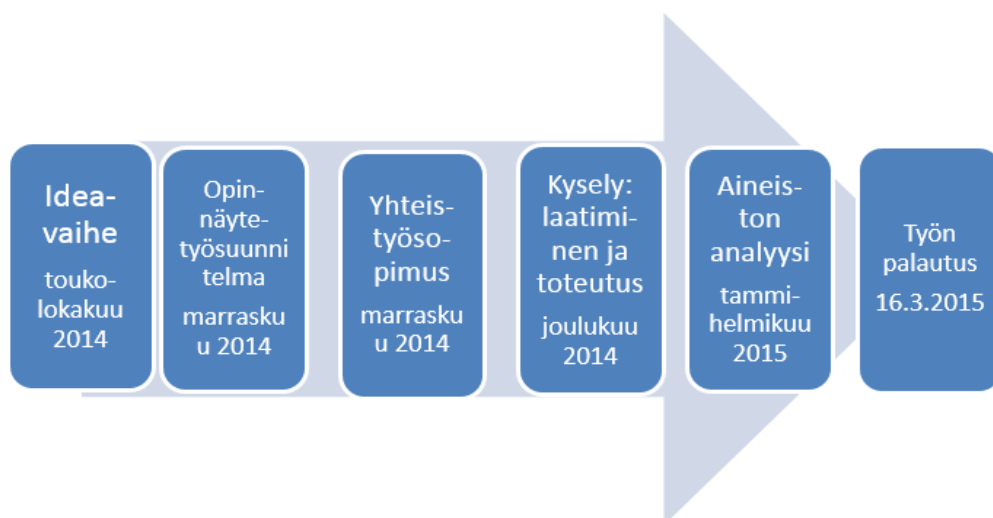 Idea-
vaihe
touko-
lokakuu
2014
Opin-
näyte-
työsuunni
telma
marrasku
u 2014
Yhteis-
työso-
pimus
marrasku
u 2014
Kysely:
laatimi-
nen ja
toteutus
joulukuu
2014
Aineis-
ton
analyysi
tammi-
helmikuu
2015
Työn
palautus
16.3.2015